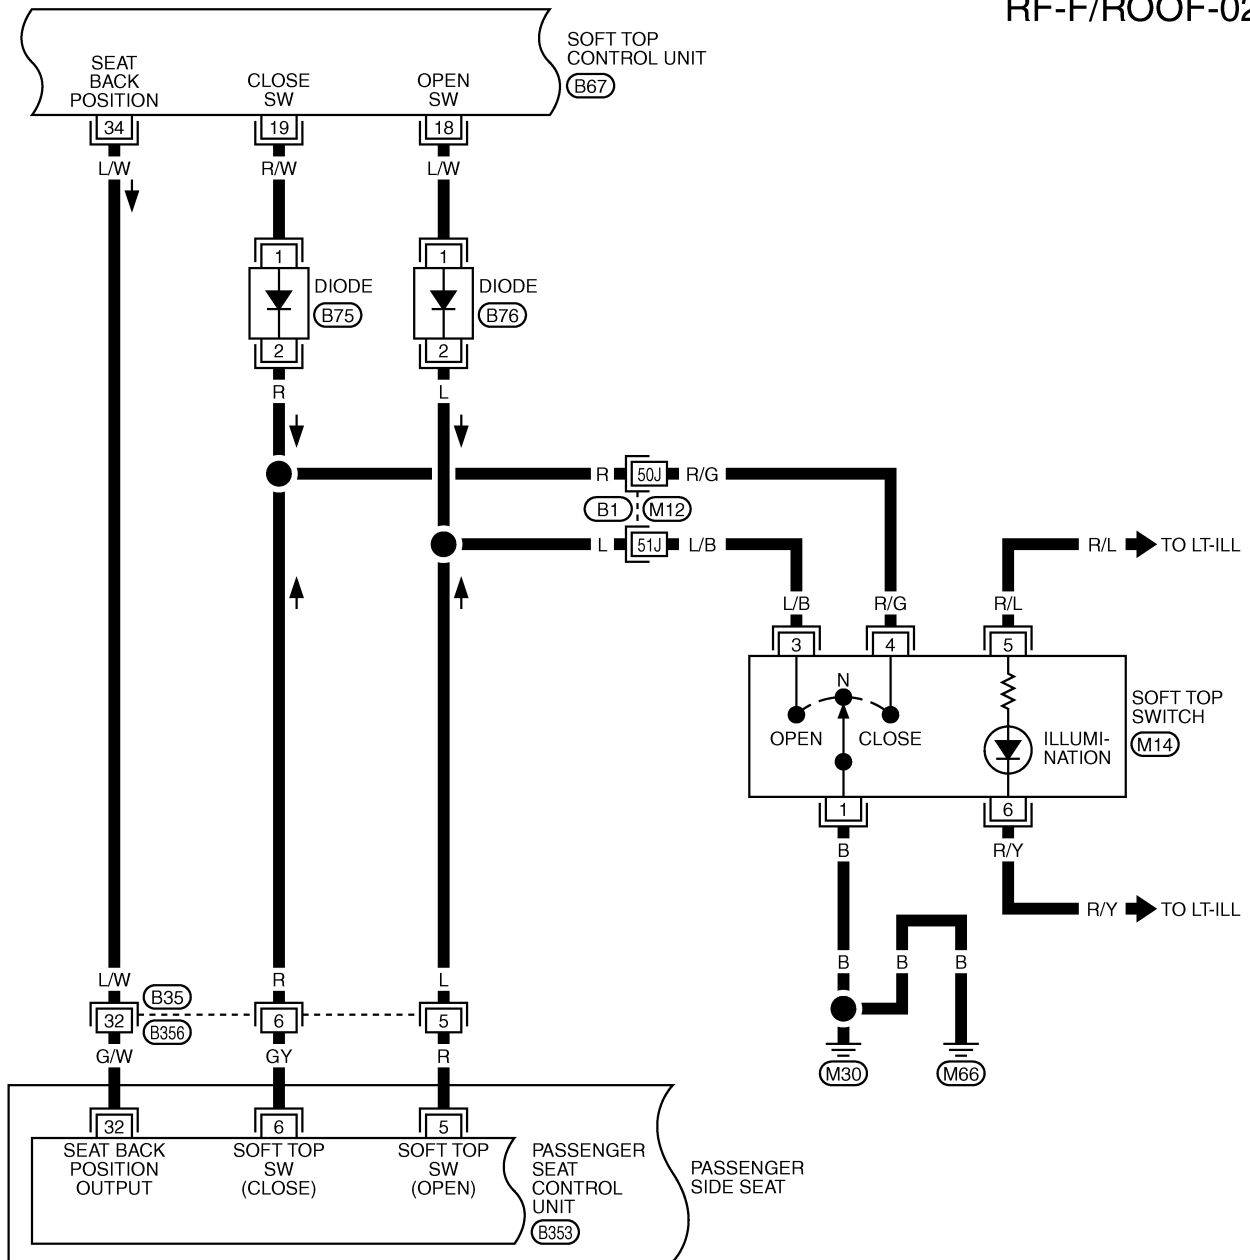 RF-F/ROOF-02
SOFT TOP
CONTROL UNIT
B67
SEAT
BACK
POSITION
CLOSE
SW
OPEN
SW
34
19
18
L/W
R/W
L/W
1
1
DIODE
B75
DIODE
B76
2
2
R
L
R
50J
R/G
B1
M12
L
51J
L/B
R/L
TO LT-ILL
L/B
R/G
R/L
3
4
5
N
OPEN
CLOSE
ILLUMI-
NATION
SOFT TOP
SWITCH
M14
1
6
B
R/Y
R/Y
TO LT-ILL
B
B
B
M30
M66
L/W
R
L
B35
32
6
5
B356
G/W
GY
R
32
6
5
SEAT BACK
POSITION
OUTPUT
SOFT TOP
SW
(CLOSE)
SOFT TOP
SW
(OPEN)
PASSENGER
SEAT
CONTROL
UNIT
B353
PASSENGER
SIDE SEAT